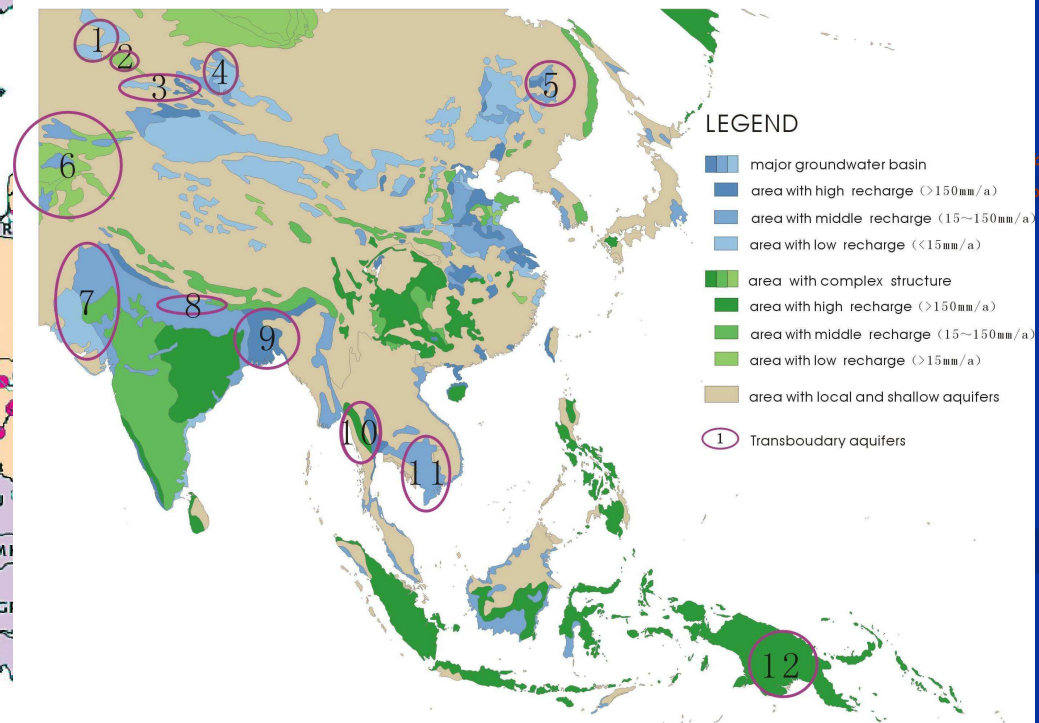 1
2
3
4
5
6
7
8
9
10
11
12
LEGEND
major groundwater basin
area with high recharge (>150mm/a)
area with middle recharge (15~150mm/a)
area with low recharge (<15mm/a)
area with complex structure
area with high recharge (>150mm/a)
area with middle recharge (15~150mm/a)
area with low recharge (>15mm/a)
area with local and shallow aquifers
1 Transboudary aquifers